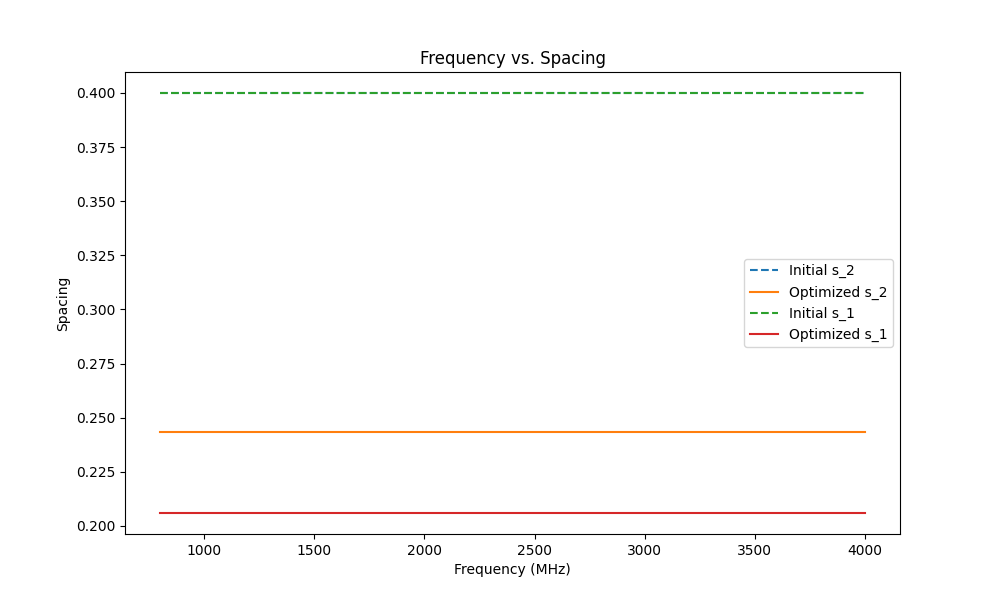 Frequency vs. Spacing
0.400
0.375
0.350
0.325
0.300
0.275
0.250
0.225
0.200
Spacing
Initial s_2
Optimized s_2
Initial s_1
Optimized s_1
1000 1500 2000 2500 3000 3500 4000
Frequency (MHz)